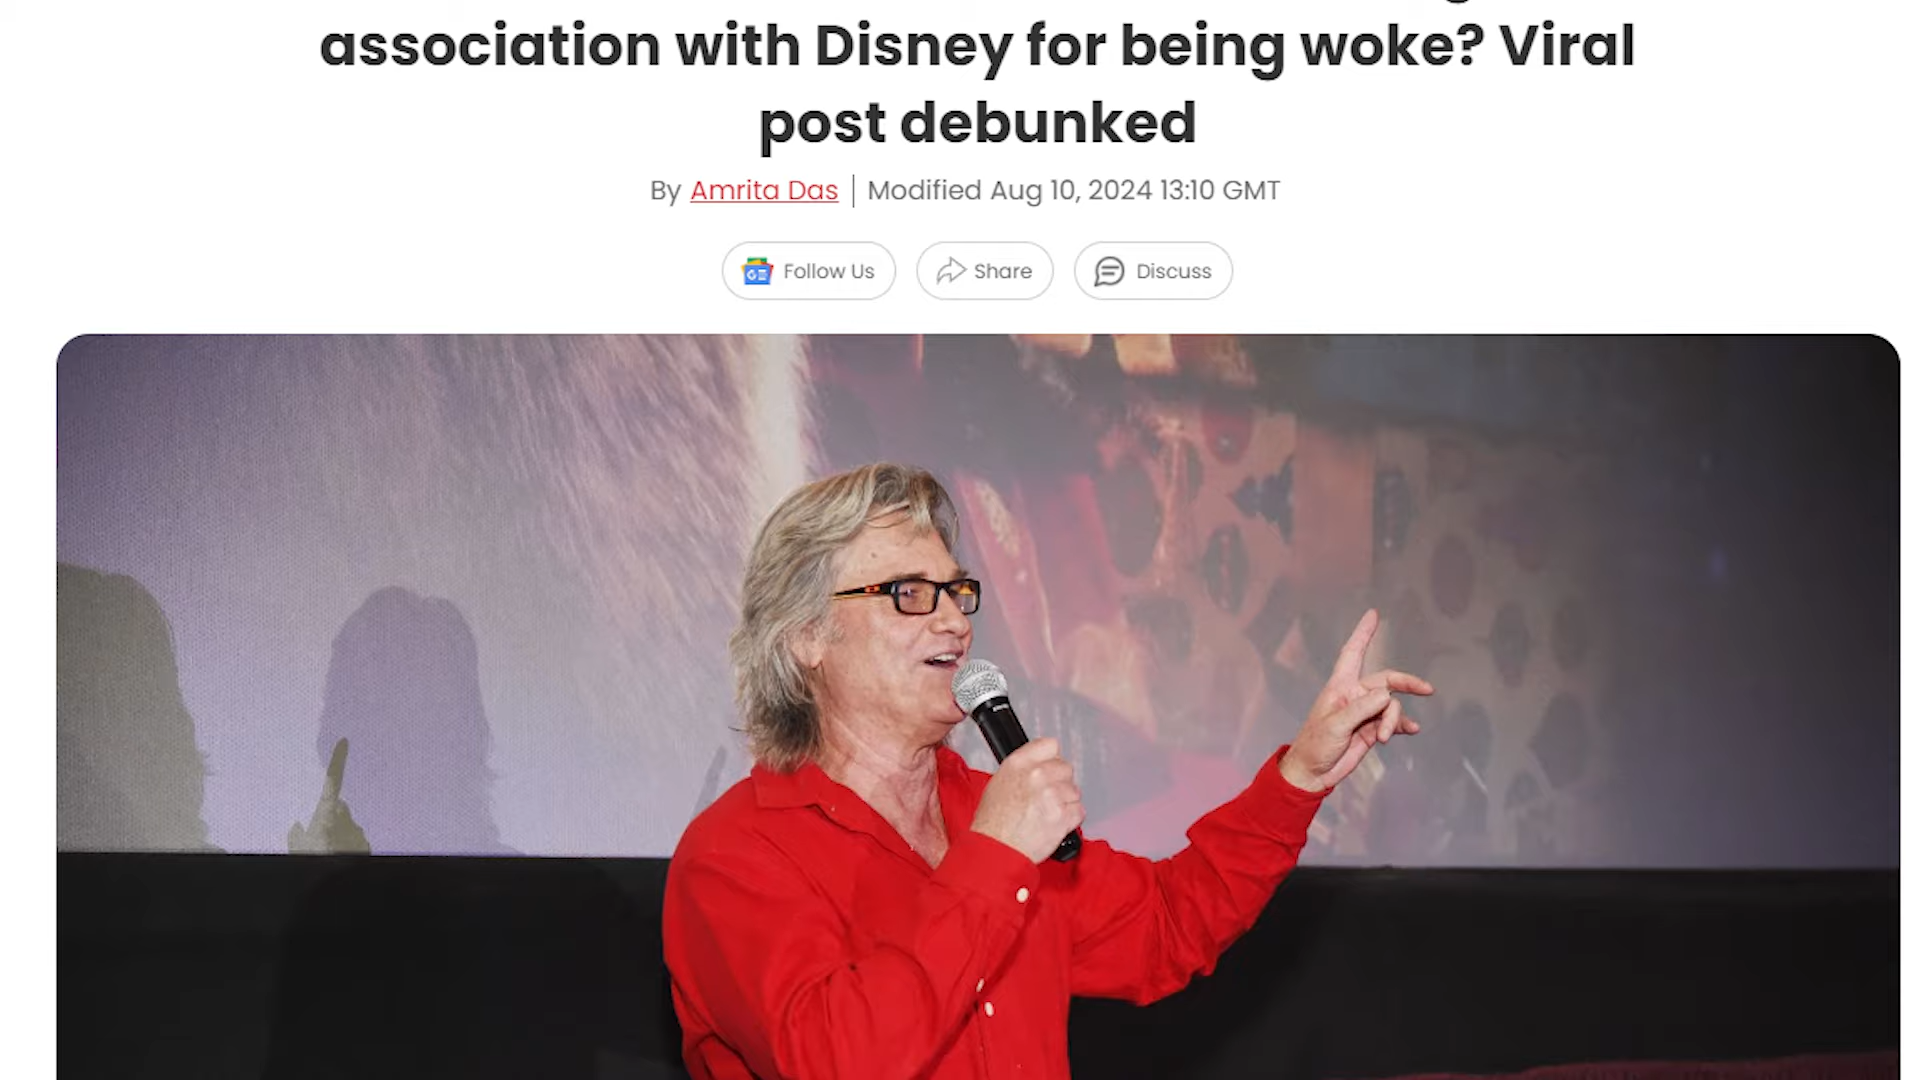 association with Disney for being woke? Viral
post debunked
By Amrita Das | Modified Aug 10, 2024 13:10 GMT
Follow Us Share Discuss